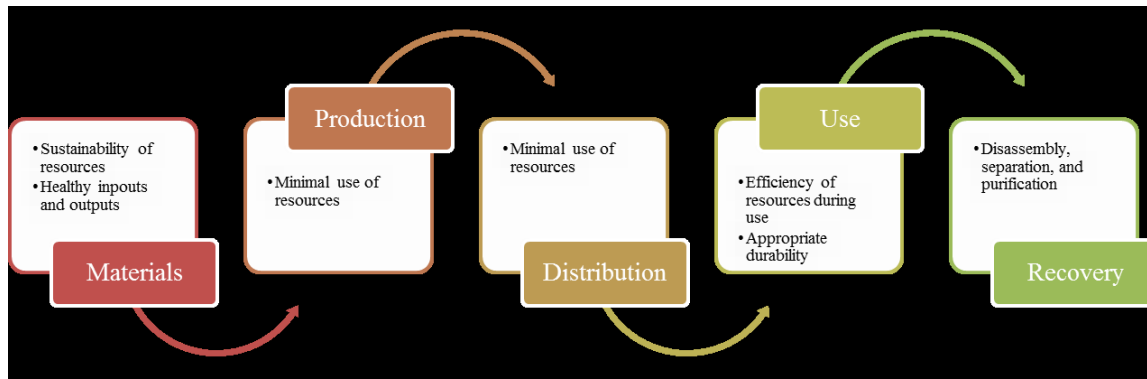 •Sustainability of
resources
•Healthy inpouts
and outputs
Materials
Production
•Minimal use of
resources
•Minimal use of
resources
Distribution
Use
•Efficiency of
resources during
use
•Appropriate
durability
•Disassembly,
separation, and
purification
Recovery